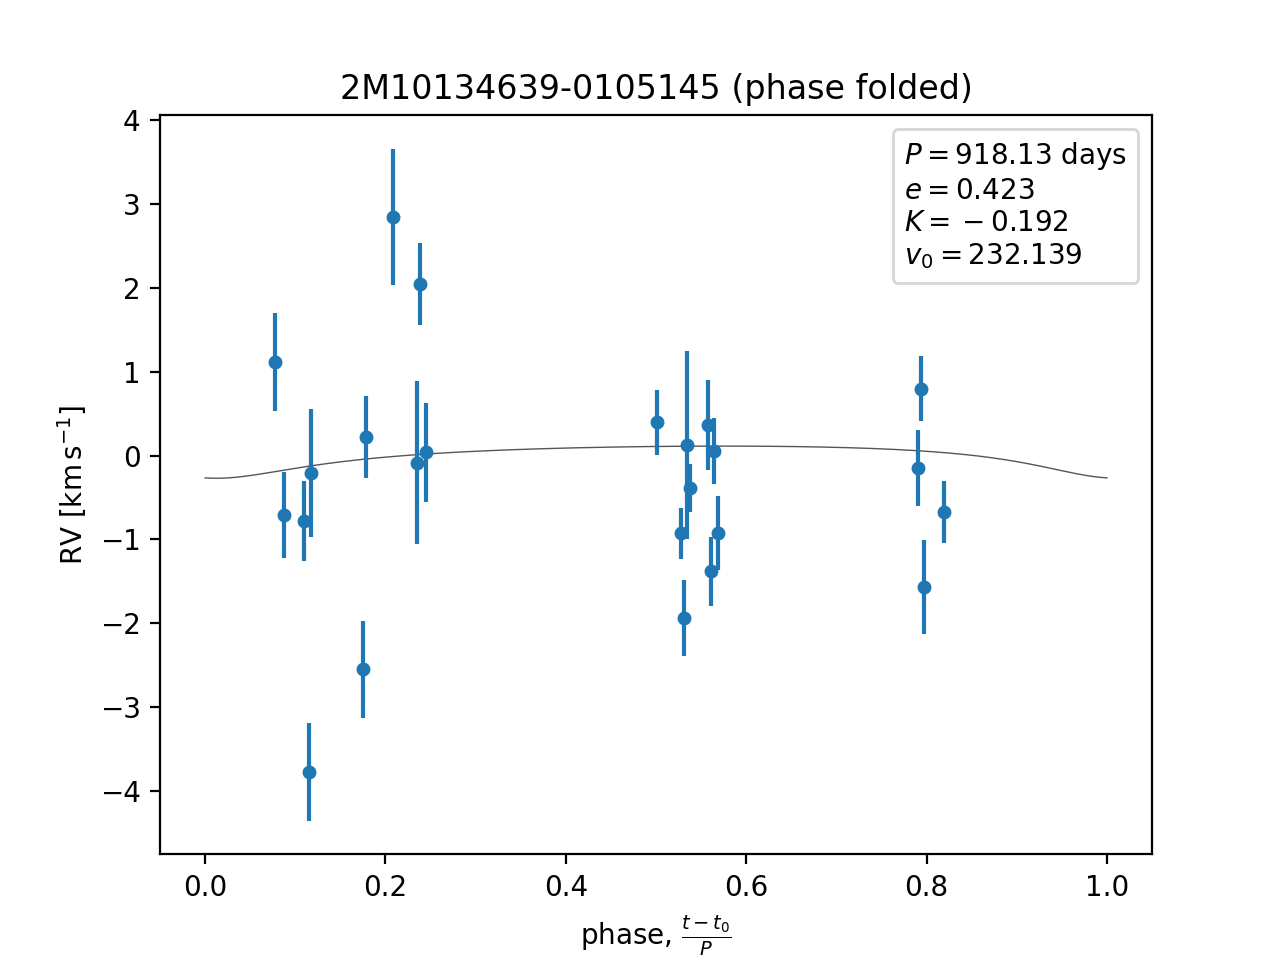 2M10134639-0105145 (phase folded)
P = 918.13 days
e = 0.423
K = −0.192
v₀ = 232.139
4
3
2
1
0
−1
−2
−3
−4
RV [km s⁻¹]
0.0 0.2 0.4 0.6 0.8 1.0
phase, (t − t₀)/P